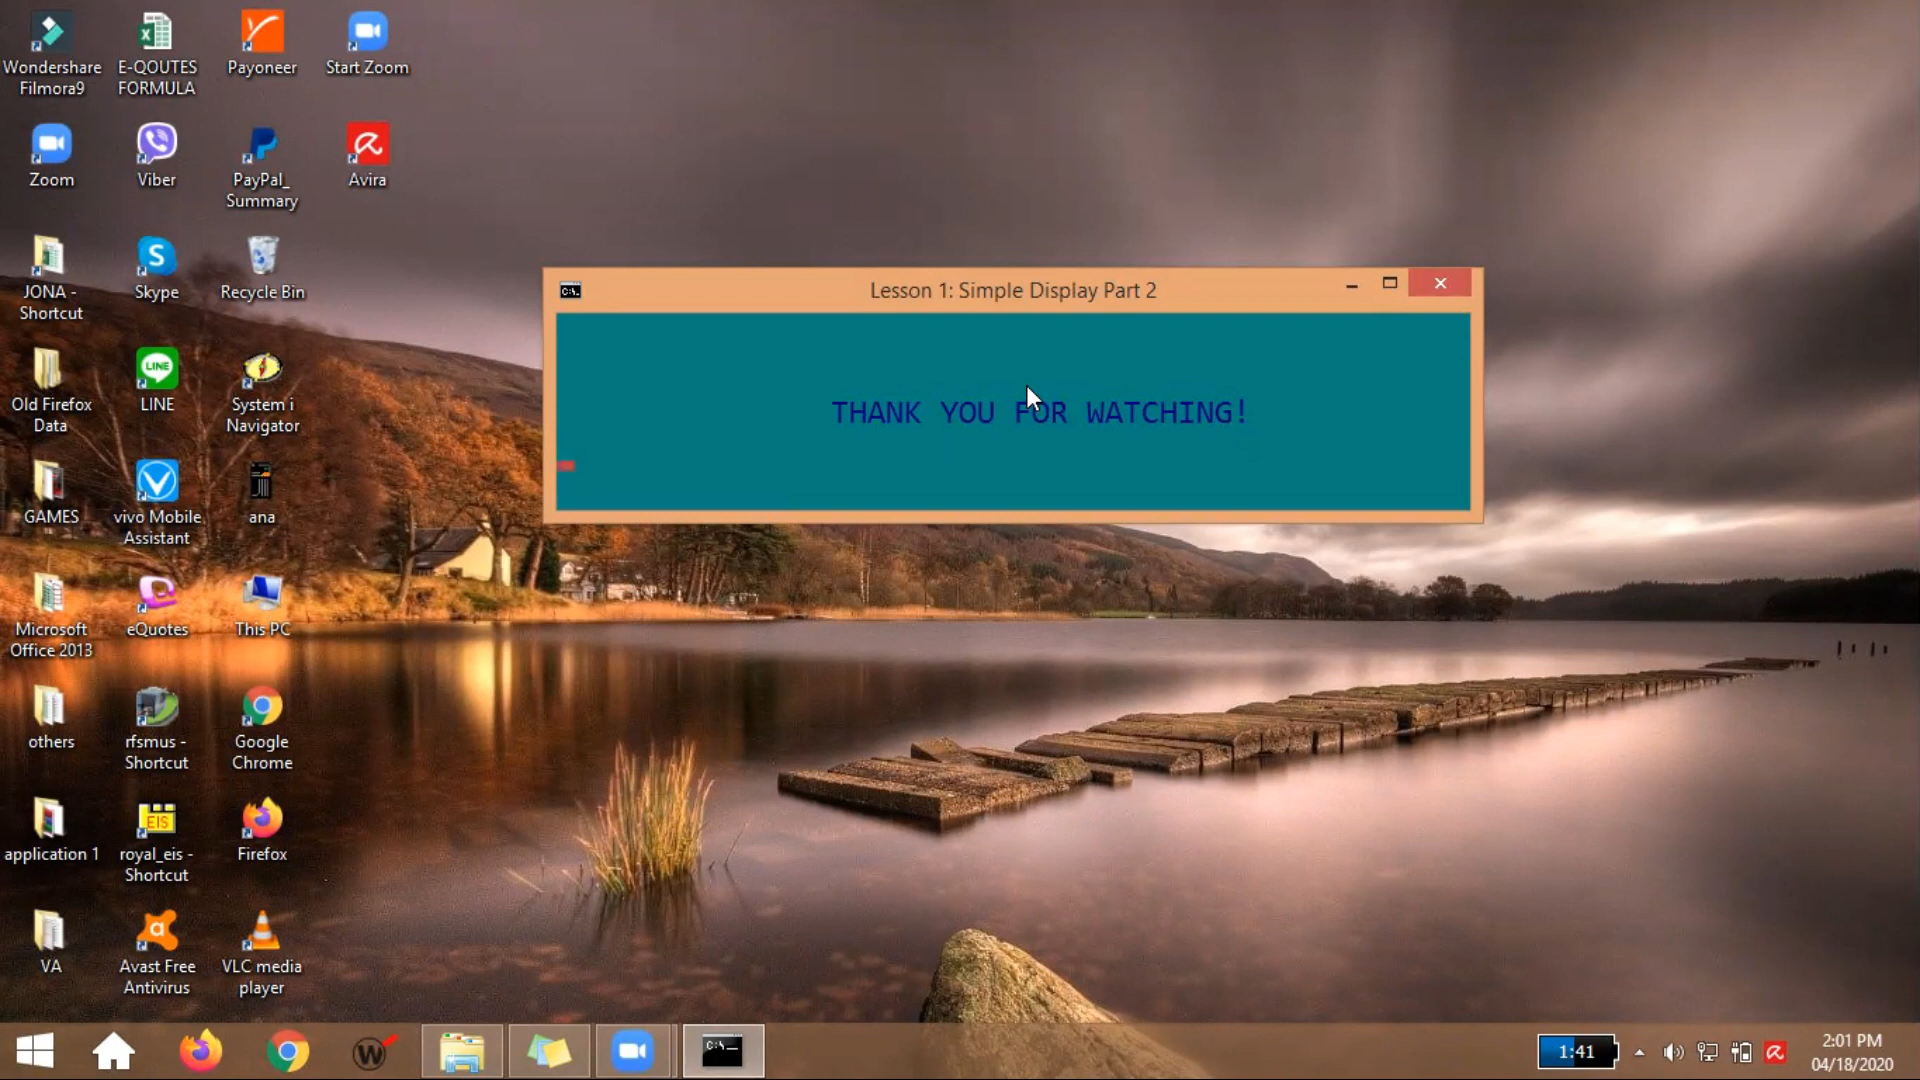 Wondershare
Filmora9
E-QOUTES
FORMULA
Payoneer
Start Zoom
Zoom
Viber
PayPal_
Summary
Avira
JONA -
Shortcut
Skype
Recycle Bin
Old Firefox
Data
LINE
LINE
System i
Navigator
GAMES
vivo Mobile
Assistant
ana
Microsoft
Office 2013
eQuotes
This PC
others
rfsmus -
Shortcut
Google
Chrome
application 1
EIS
royal_eis -
Shortcut
Firefox
VA
Avast Free
Antivirus
VLC media
player
Lesson 1: Simple Display Part 2
THANK YOU FOR WATCHING!
1:41
2:01 PM
04/18/2020